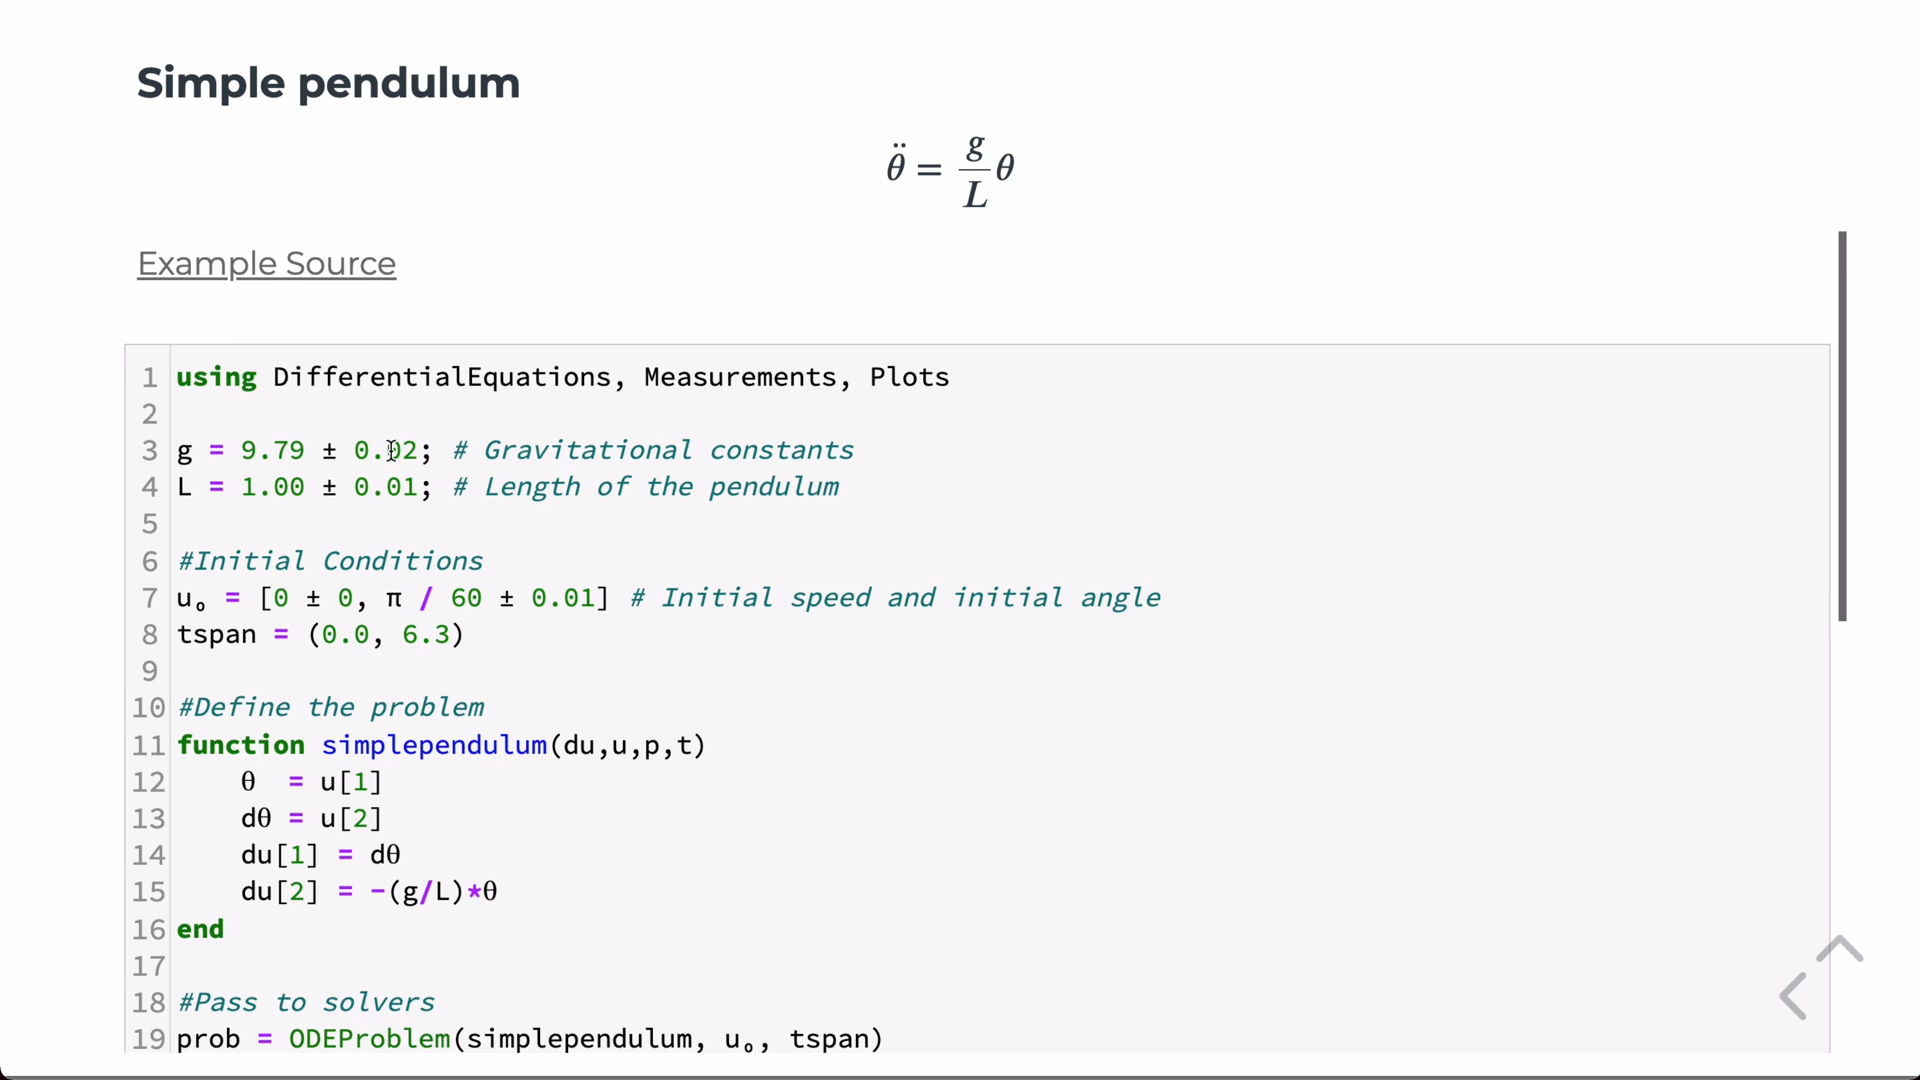 Simple pendulum
θ̈ = g/L θ
Example Source
1 using DifferentialEquations, Measurements, Plots
2
3 g = 9.79 ± 0.02; # Gravitational constants
4 L = 1.00 ± 0.01; # Length of the pendulum
5
6 #Initial Conditions
7 u₀ = [0 ± 0, π / 60 ± 0.01] # Initial speed and initial angle
8 tspan = (0.0, 6.3)
9
10 #Define the problem
11 function simplependulum(du,u,p,t)
12     θ  = u[1]
13     dθ = u[2]
14     du[1] = dθ
15     du[2] = -(g/L)*θ
16 end
17
18 #Pass to solvers
19 prob = ODEProblem(simplependulum, u₀, tspan)